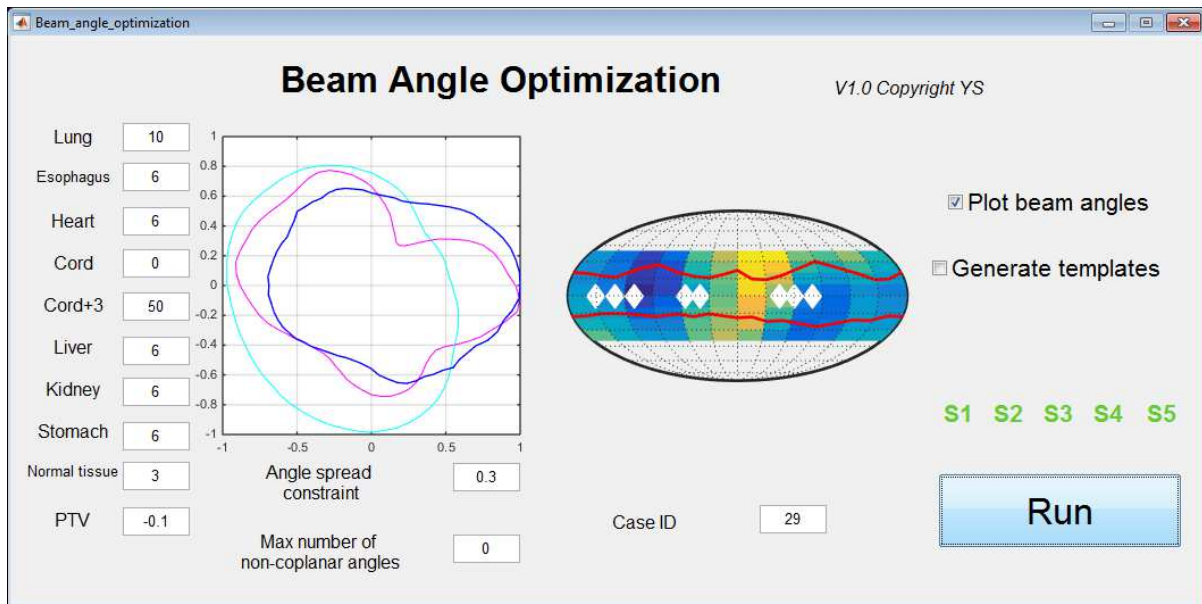 Beam_angle_optimization
Beam Angle Optimization
V1.0 Copyright YS
Lung 10
Esophagus 6
Heart 6
Cord 0
Cord+3 50
Liver 6
Kidney 6
Stomach 6
Normal tissue 3
PTV -0.1
1
0.8
0.6
0.4
0.2
0
-0.2
-0.4
-0.6
-0.8
-1
-1 -0.5 0 0.5 1
Angle spread
constraint
0.3
Max number of
non-coplanar angles
0
Plot beam angles
Generate templates
S1 S2 S3 S4 S5
Case ID 29
Run